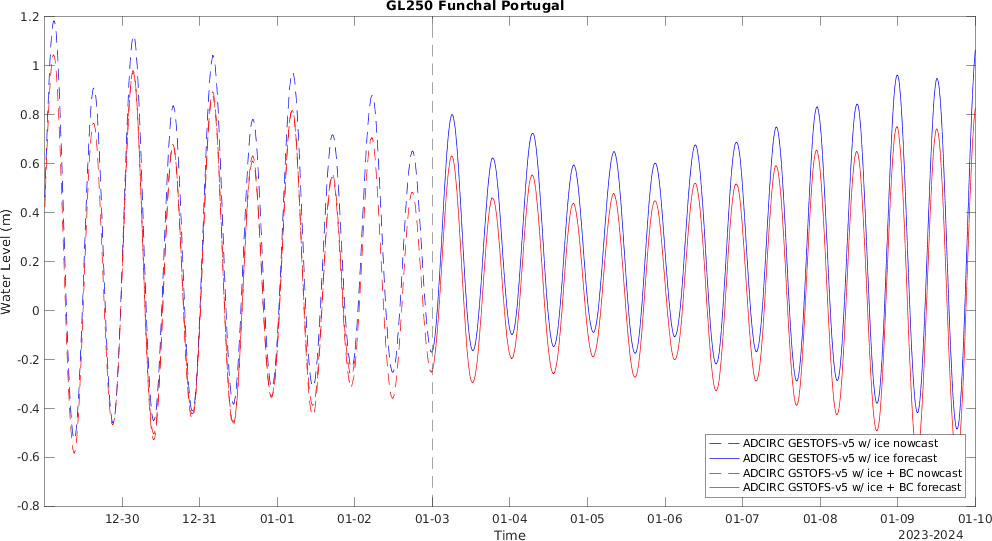 GL250 Funchal Portugal
1.2
1
0.8
0.6
0.4
0.2
0
-0.2
-0.4
-0.6
-0.8
Water Level (m)
ADCIRC GESTOFS-v5 w/ ice nowcast
ADCIRC GESTOFS-v5 w/ ice forecast
ADCIRC GSTOFS-v5 w/ ice + BC nowcast
ADCIRC GSTOFS-v5 w/ ice + BC forecast
12-30 12-31 01-01 01-02 01-03 01-04 01-05 01-06 01-07 01-08 01-09 01-10
Time
2023-2024